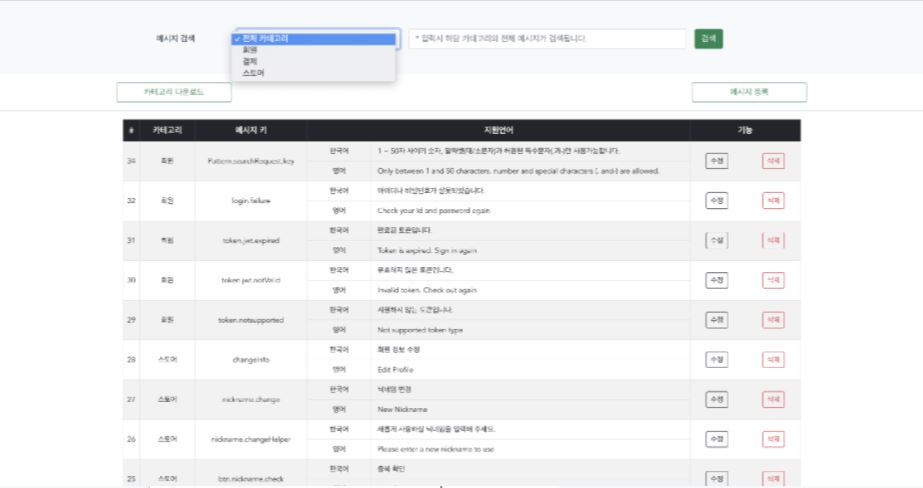 메시지 검색
✓ 전체 카테고리
* 입력시 해당 카테고리의 전체 메시지가 검색됩니다.
검색
회원
결제
스토어
카테고리 다운로드
메시지 등록
# 카테고리 메시지 키 지원언어 기능
34 회원 Pattern.searchRequest.key
한국어 1 ~ 50자 사이의 숫자, 알파벳(대/소문자)과 허용된 특수문자(
영어 Only between 1 and 50 characters, number and special characters are allowed.
수정 삭제
32 회원 login.failure
한국어 아이디나 비밀번호가 잘못되었습니다.
영어 Check your Id and password again
수정 삭제
31 회원 token.jwt.expired
한국어 만료된 토큰입니다.
영어 Token is expired. Sign in again
수정 삭제
30 회원 token.jwt.notValid
한국어 유효하지 않은 토큰입니다.
영어 Invalid token. Check out again
수정 삭제
29 회원 token.notsupported
한국어 지원하지 않는 토큰입니다.
영어 Not supported token type
수정 삭제
28 스토어 changeInfo
한국어 회원 정보 수정
영어 Edit Profile
수정 삭제
27 스토어 nickname.change
한국어 닉네임 변경
영어 New Nickname
수정 삭제
26 스토어 nickname.changeHelper
한국어 새롭게 사용하실 닉네임을 입력해 주세요.
영어 Please enter a new nickname to use
수정 삭제
25 스토어 btn.nickname.check
한국어 중복 확인
수정 삭제